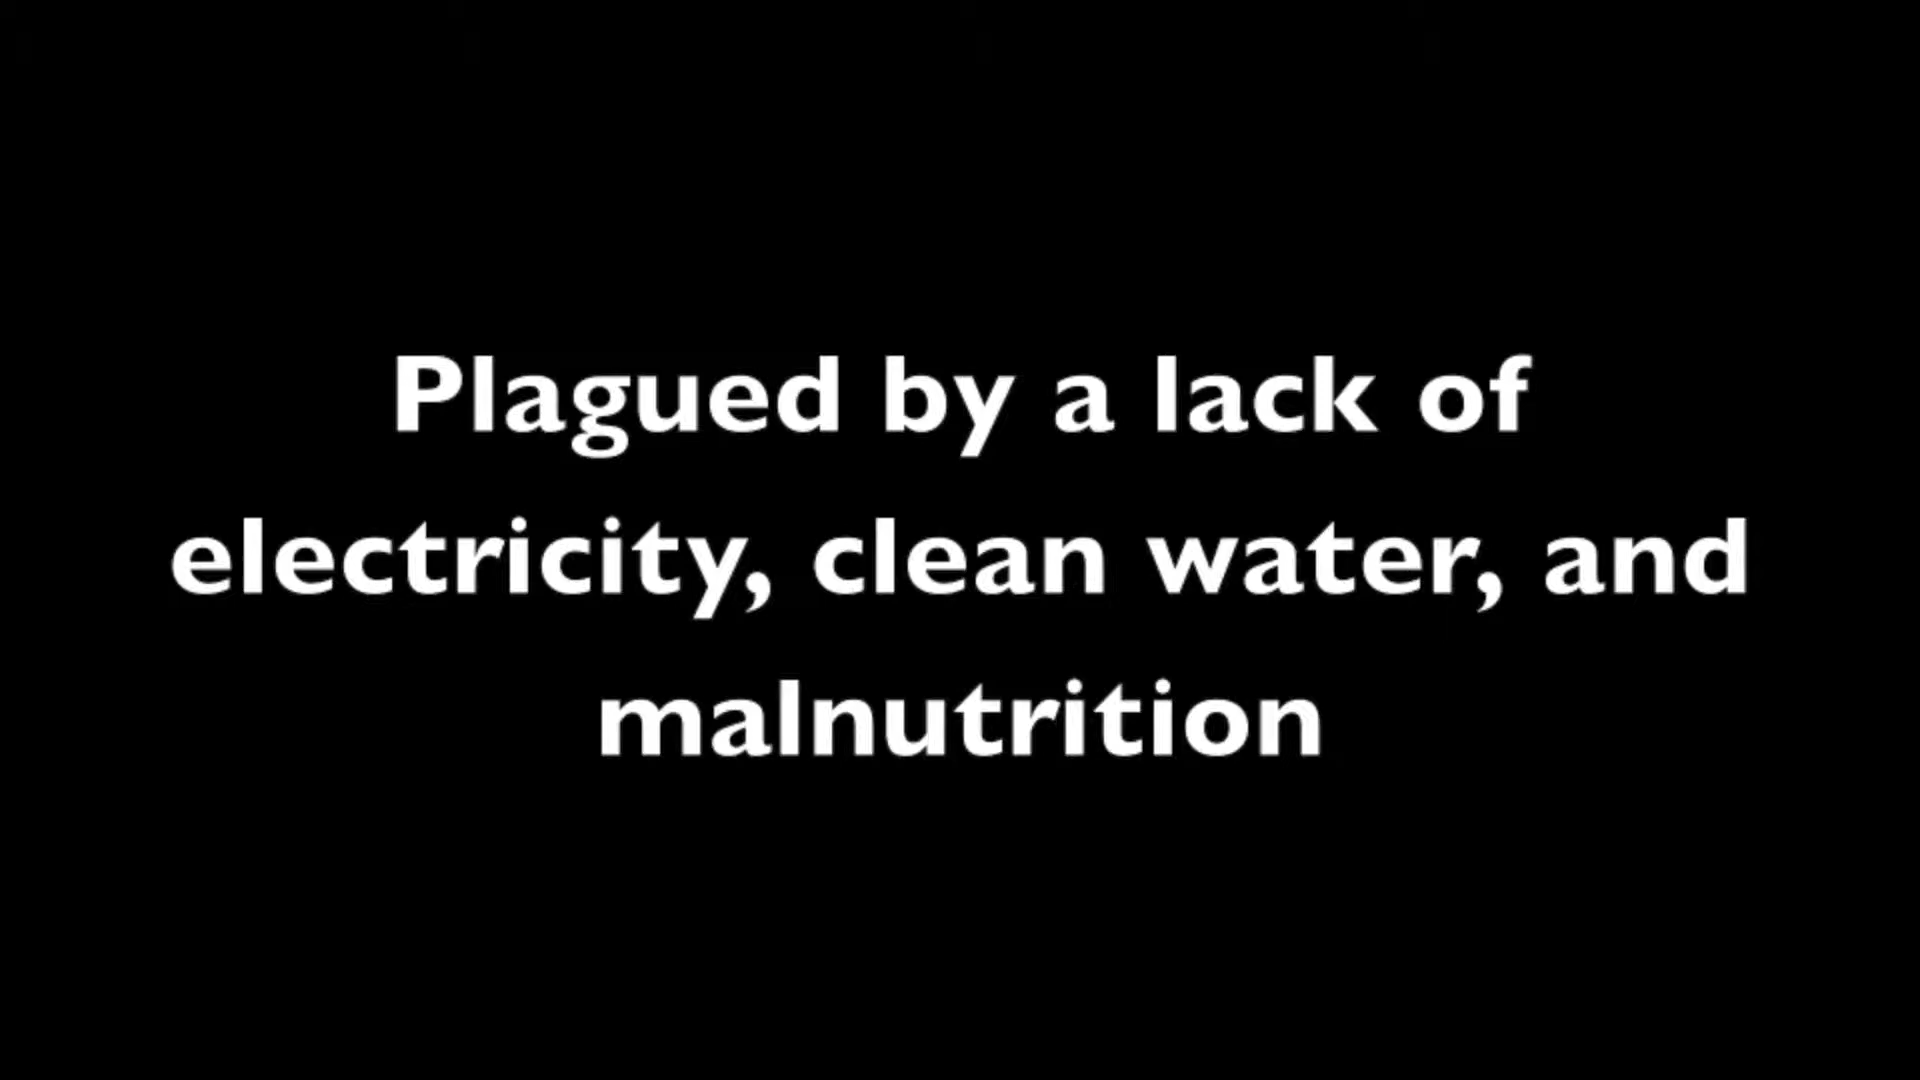 Plagued by a lack of
electricity, clean water, and
malnutrition